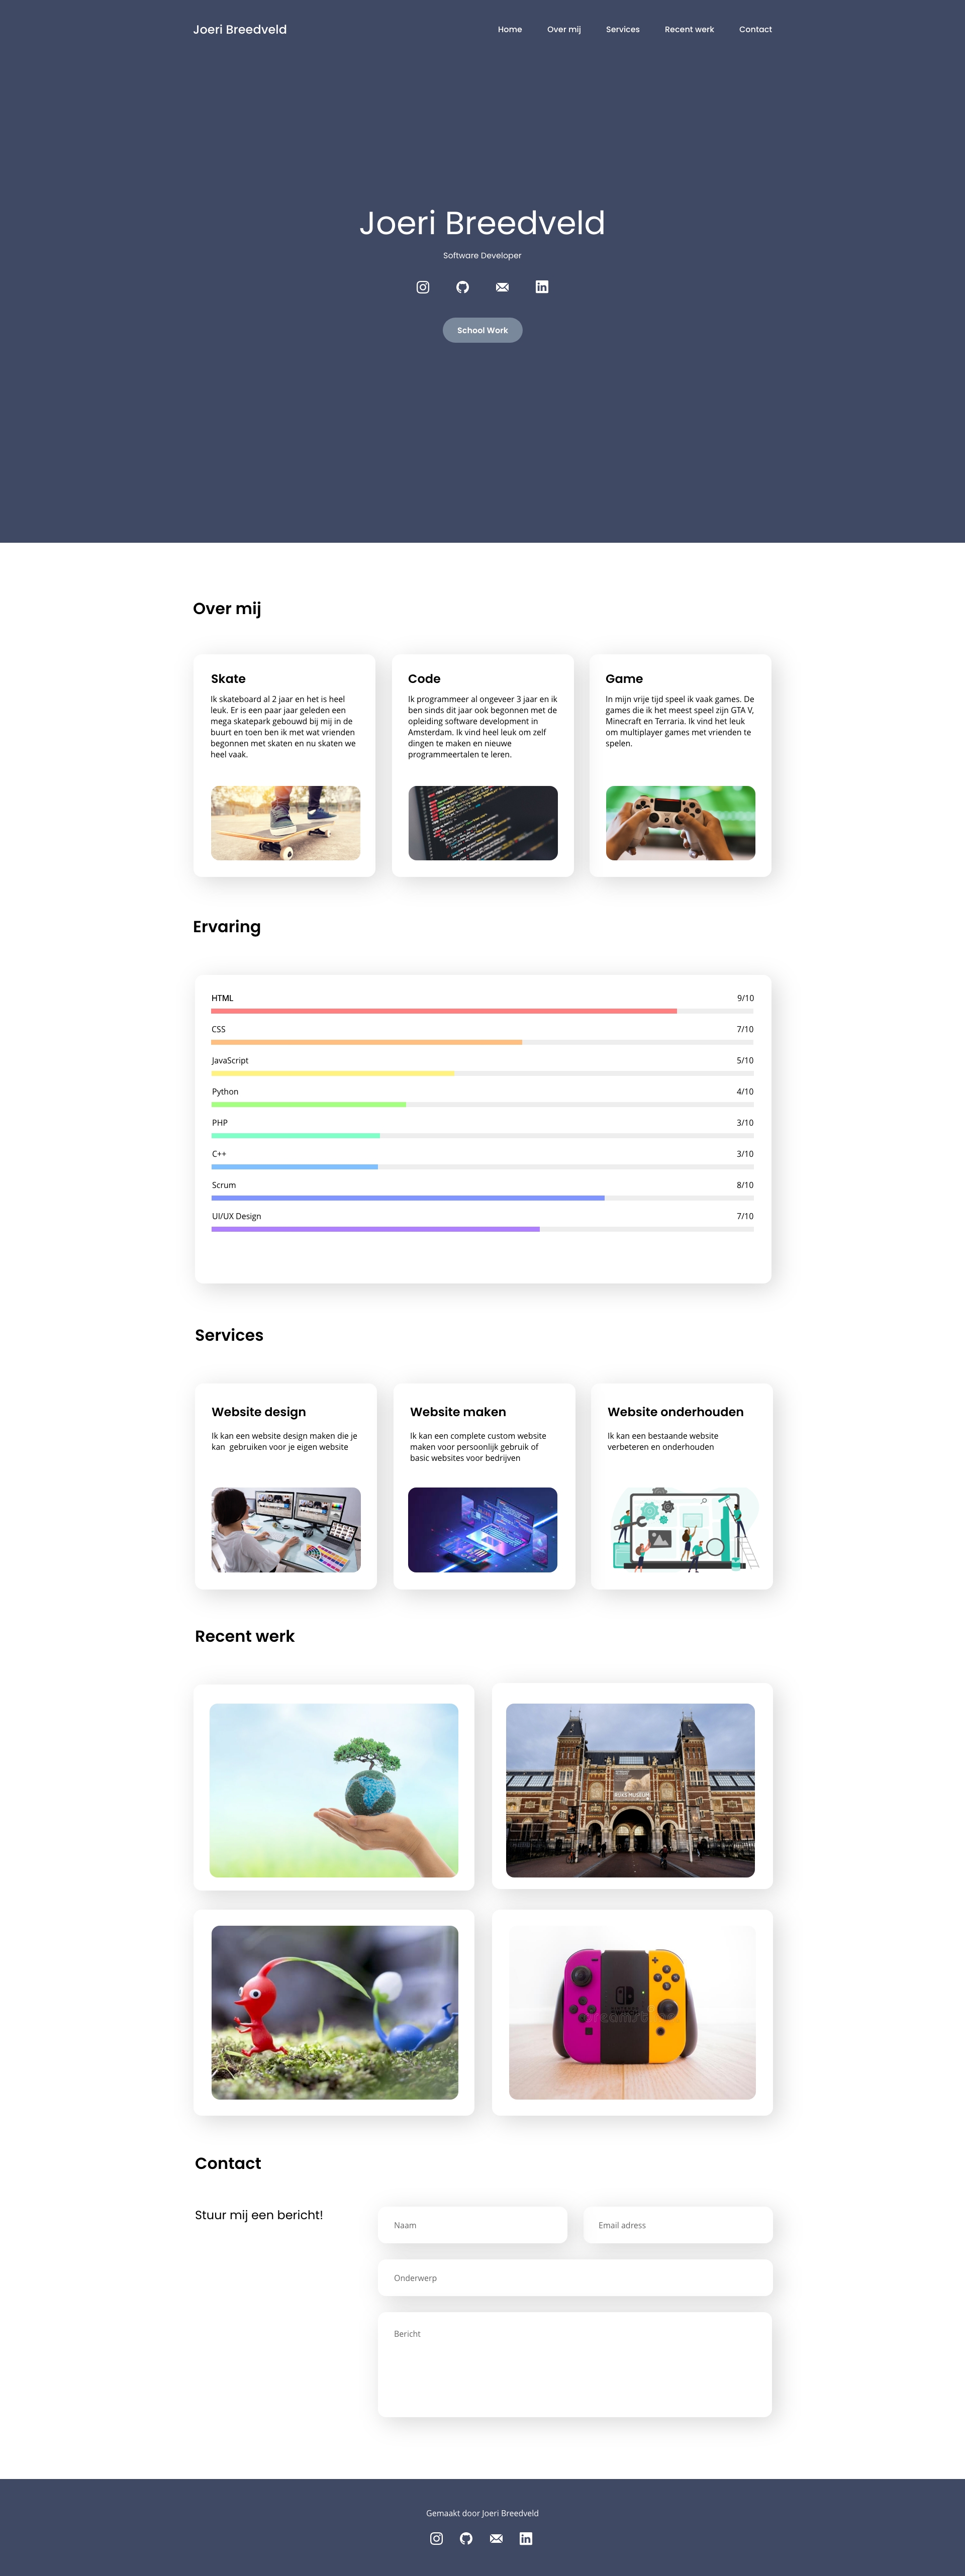 Joeri Breedveld
Home
Over mij
Services
Recent werk
Contact
Joeri Breedveld
Software Developer
School Work
Over mij
Skate
Ik skateboard al 2 jaar en het is heel
leuk. Er is een paar jaar geleden een
mega skatepark gebouwd bij mij in de
buurt en toen ben ik met wat vrienden
begonnen met skaten en nu skaten we
heel vaak.
Code
Ik programmeer al ongeveer 3 jaar en ik
ben sinds dit jaar ook begonnen met de
opleiding software development in
Amsterdam. Ik vind heel leuk om zelf
dingen te maken en nieuwe
programmeertalen te leren.
Game
In mijn vrije tijd speel ik vaak games. De
games die ik het meest speel zijn GTA V,
Minecraft en Terraria. Ik vind het leuk
om multiplayer games met vrienden te
spelen.
Ervaring
HTML 9/10
CSS 7/10
JavaScript 5/10
Python 4/10
PHP 3/10
C++ 3/10
Scrum 8/10
UI/UX Design 7/10
Services
Website design
Ik kan een website design maken die je
kan  gebruiken voor je eigen website
Website maken
Ik kan een complete custom website
maken voor persoonlijk gebruik of
basic websites voor bedrijven
Website onderhouden
Ik kan een bestaande website
verbeteren en onderhouden
Recent werk
RIJKS MUSEUM
Contact
Stuur mij een bericht!
Naam
Email adress
Onderwerp
Bericht
Gemaakt door Joeri Breedveld